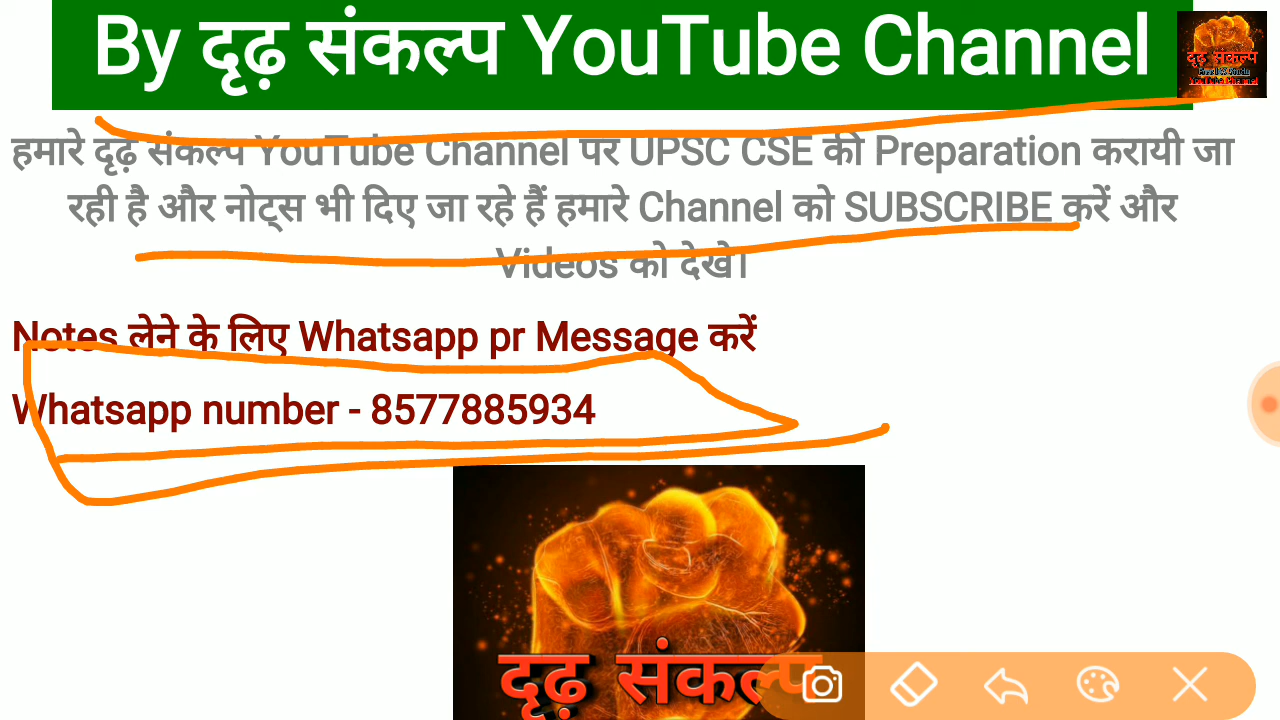 By दृढ़ संकल्प YouTube Channel
दृढ़ संकल्प
हमारे दृढ़ संकल्प YouTube Channel पर UPSC CSE की Preparation करायी जा
रही है और नोट्स भी दिए जा रहे हैं हमारे Channel को SUBSCRIBE करें और
Videos को देखे।
Notes लेने के लिए Whatsapp pr Message करें
Whatsapp number - 8577885934
दृढ़ संकल्प